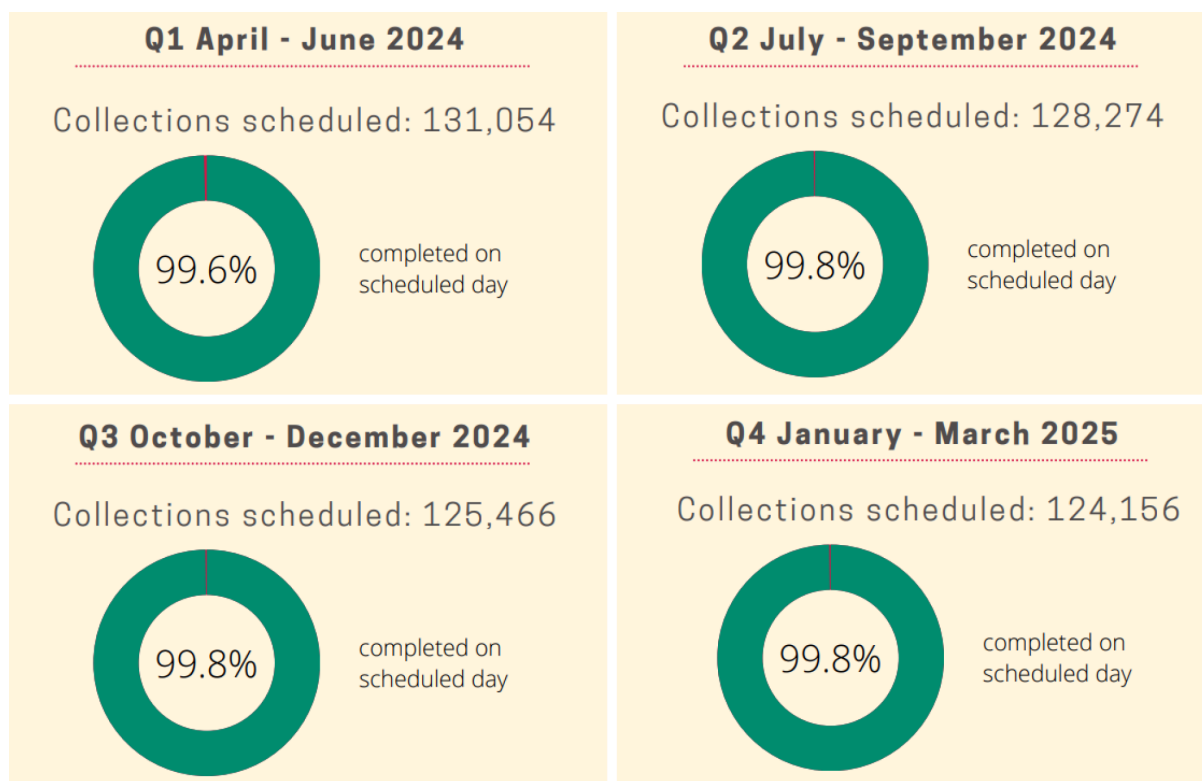 Q1 April - June 2024
Collections scheduled: 131,054
99.6%
completed on
scheduled day
Q2 July - September 2024
Collections scheduled: 128,274
99.8%
completed on
scheduled day
Q3 October - December 2024
Collections scheduled: 125,466
99.8%
completed on
scheduled day
Q4 January - March 2025
Collections scheduled: 124,156
99.8%
completed on
scheduled day